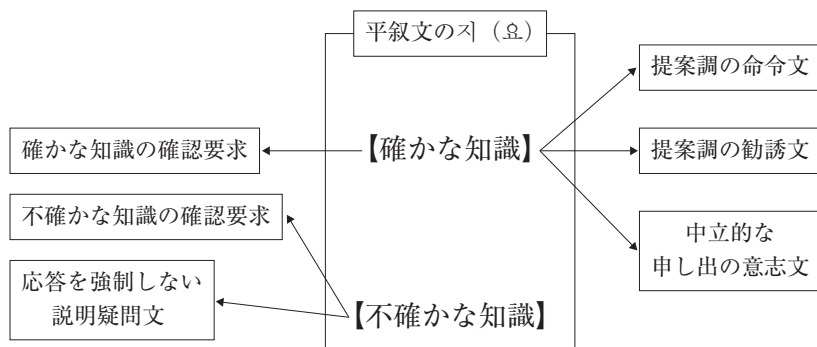 平叙文の지（요）
提案調の命令文
確かな知識の確認要求
【確かな知識】
提案調の勧誘文
不確かな知識の確認要求
中立的な
申し出の意志文
応答を強制しない
説明疑問文
【不確かな知識】